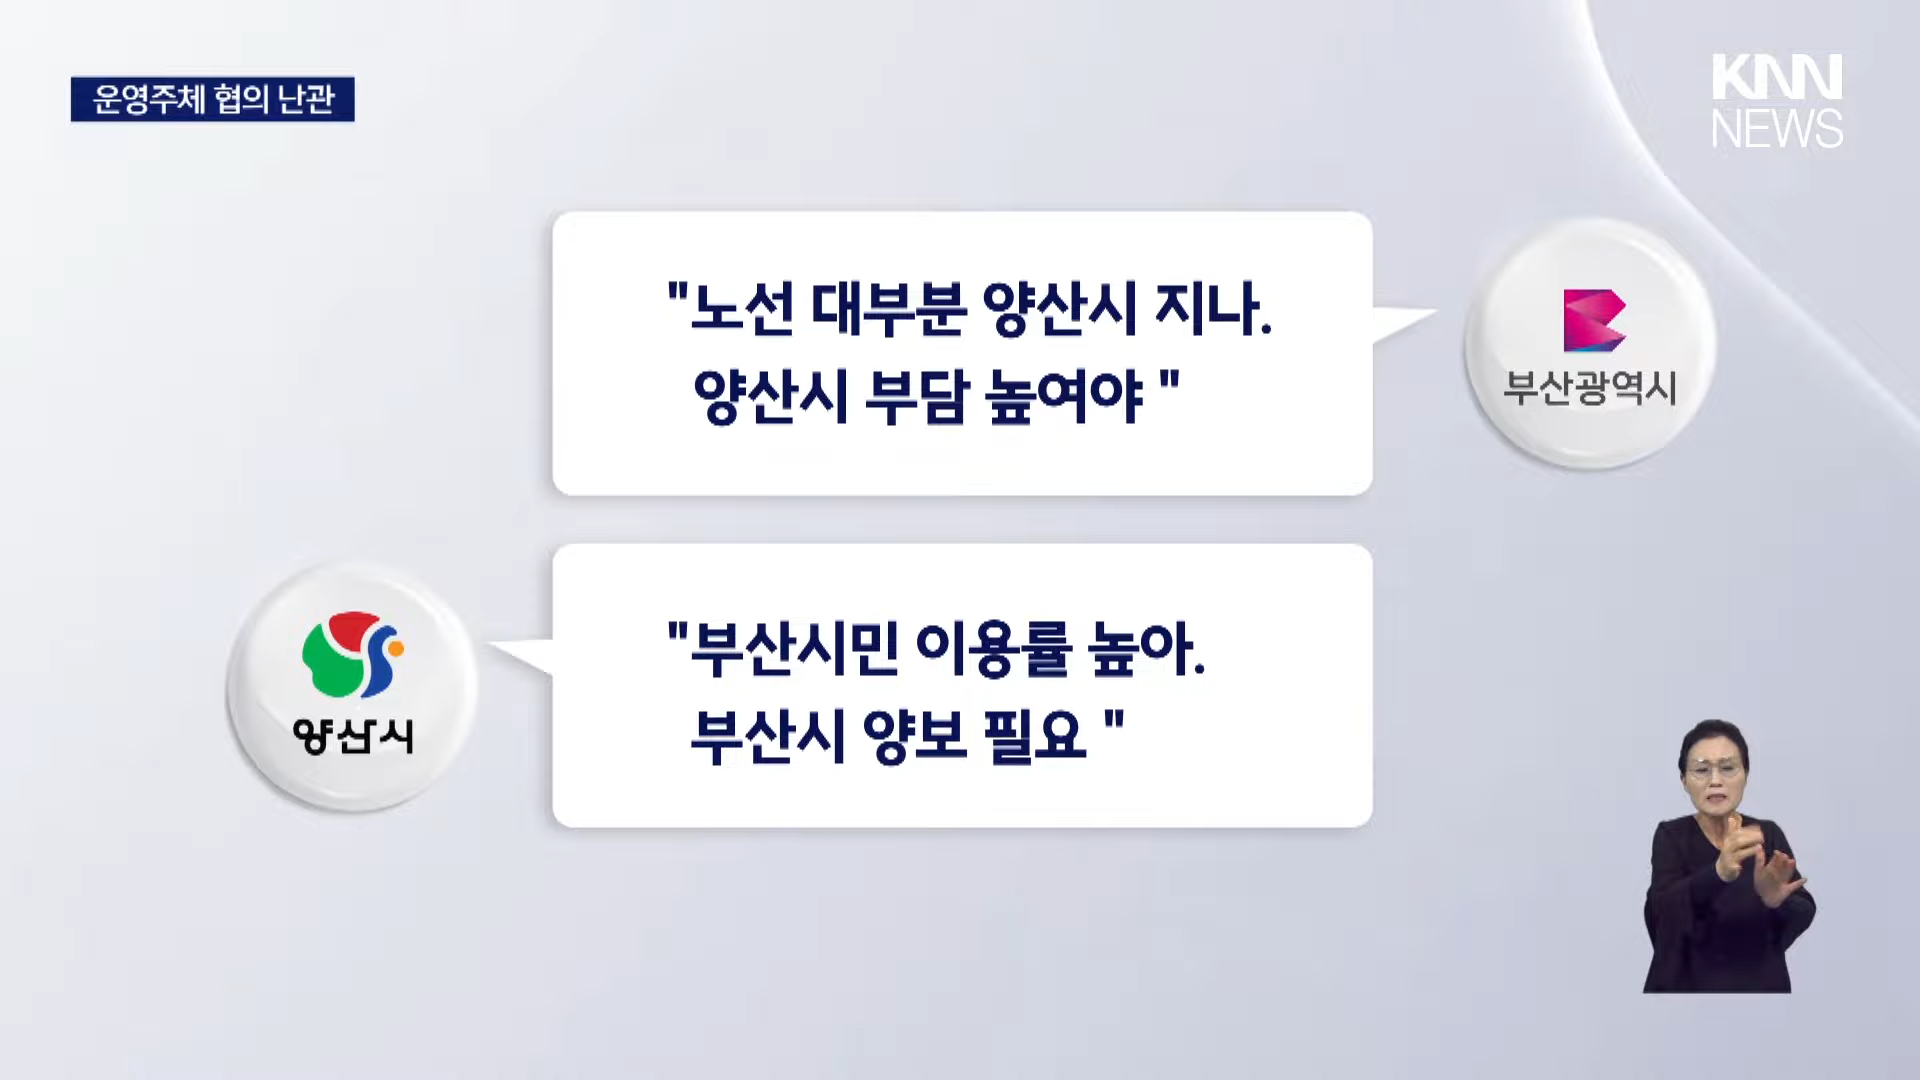 운영주체 협의 난관
KNN
NEWS
"노선 대부분 양산시 지나.
양산시 부담 높여야 "
부산광역시
"부산시민 이용률 높아.
부산시 양보 필요 "
양산시